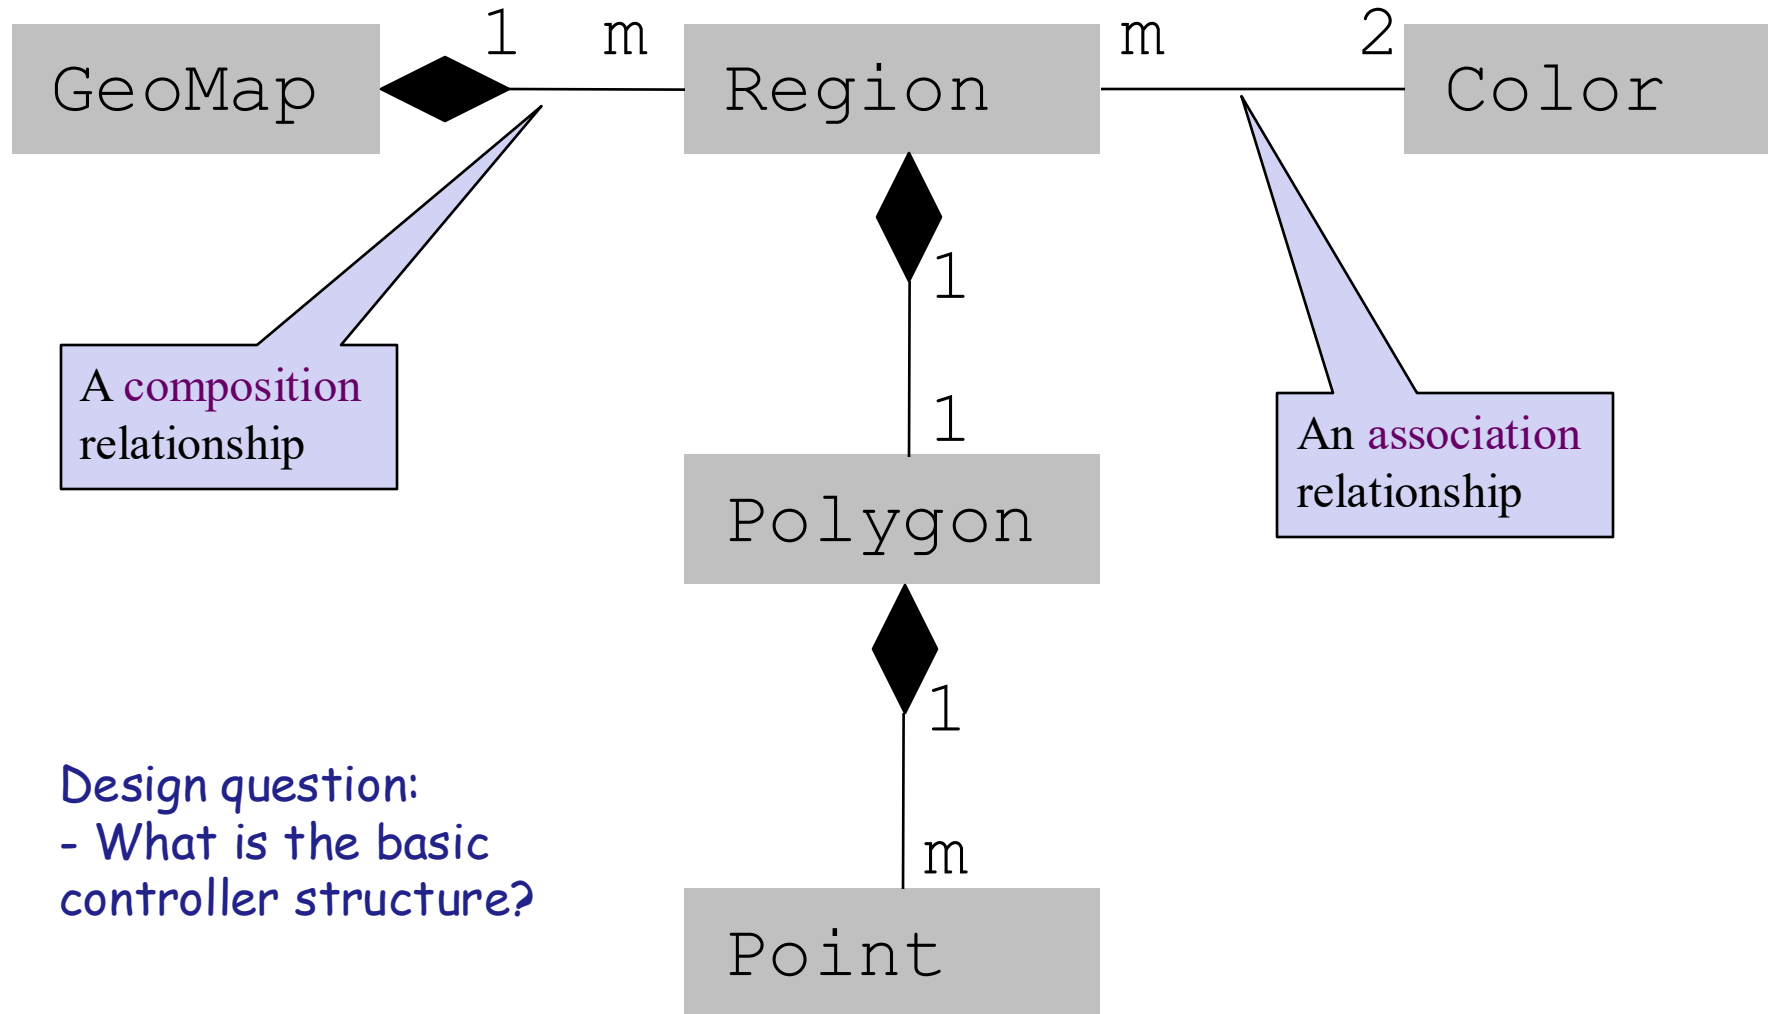 1 m m 2
GeoMap Region Color
1
A composition
relationship
1
An association
relationship
Polygon
1
Design question:
- What is the basic
controller structure?
m
Point